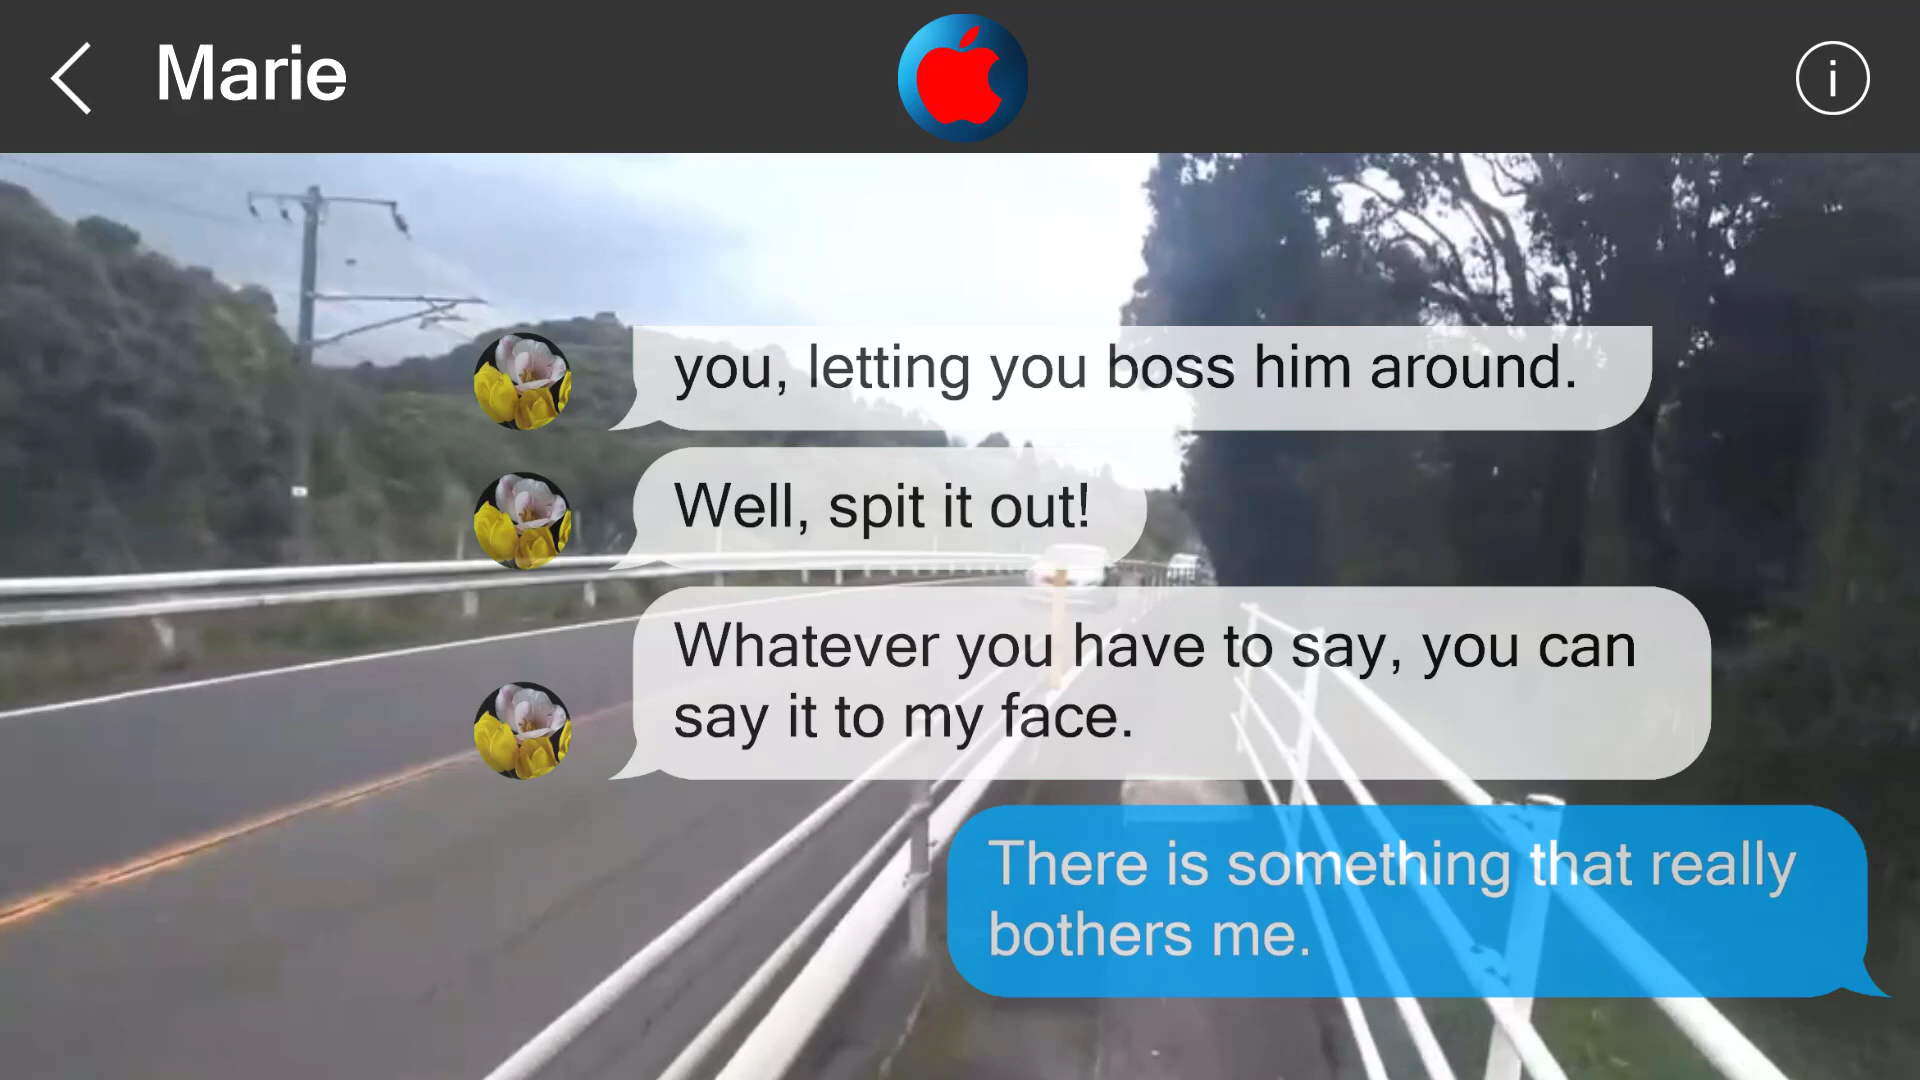 Marie
you, letting you boss him around.
Well, spit it out!
Whatever you have to say, you can
say it to my face.
There is something that really
bothers me.